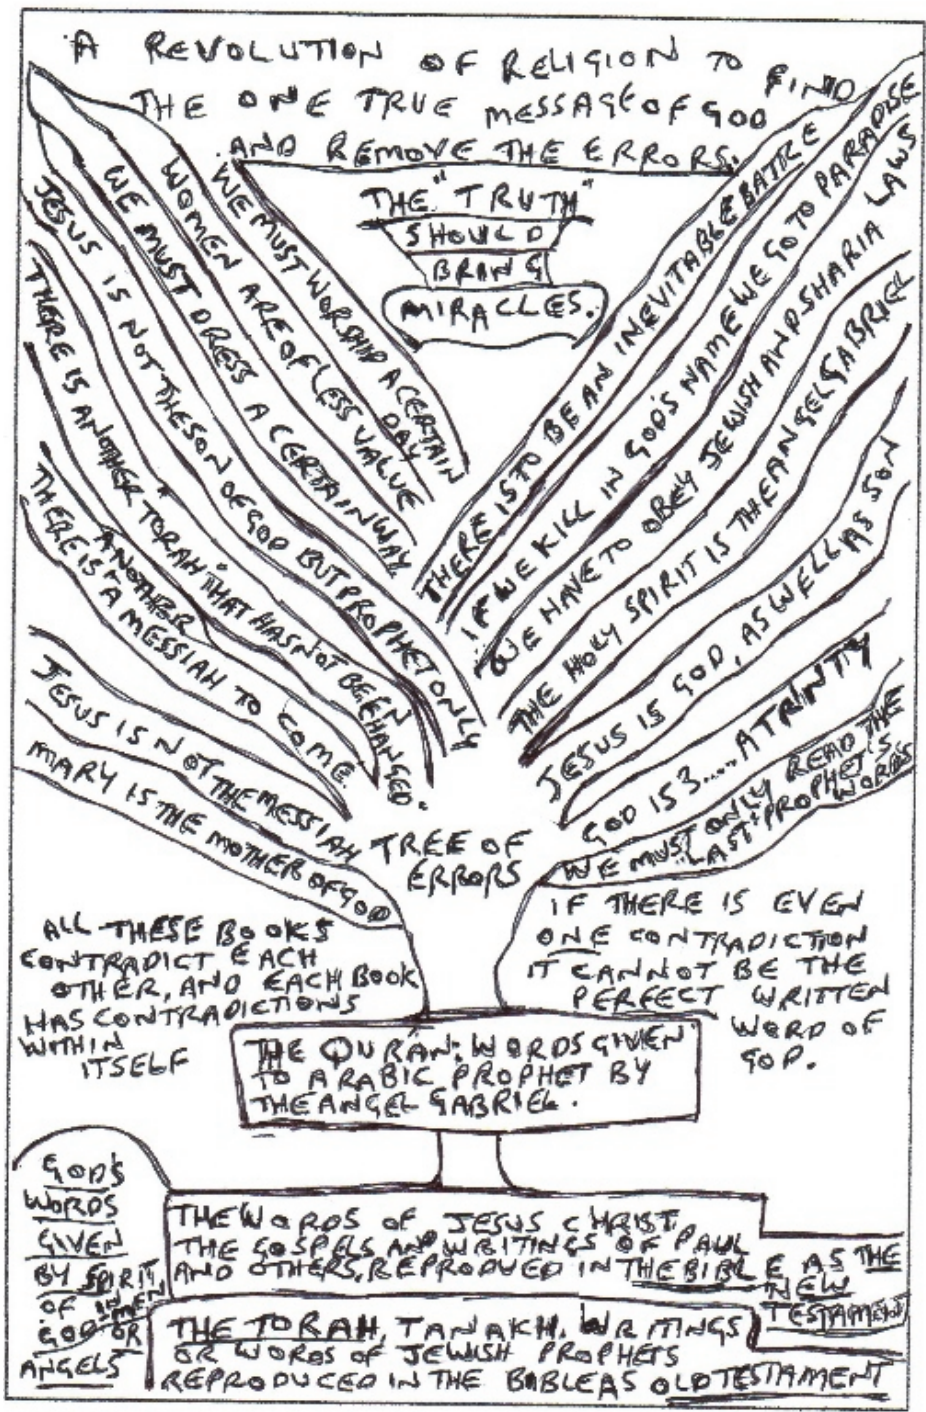 A REVOLUTION OF RELIGION TO FIND
THE ONE TRUE MESSAGE OF GOD
AND REMOVE THE ERRORS.
THE "TRUTH"
SHOULD
BRING
MIRACLES.
WE MUST WORSHIP A CERTAIN
DAY
WOMEN ARE OF LESS VALUE
WE MUST DRESS A CERTAIN WAY
JESUS IS NOT THE SON OF GOD BUT PROPHET ONLY
THERE IS ANOTHER "TORAH" THAT HAS NOT BEEN
CHANGED"
ANOTHER
THERE IS "A MESSIAH TO COME
JESUS IS NOT THE MESSIAH
MARY IS THE MOTHER OF GOD
THERE IS TO BE AN INEVITABLE BATTLE
IF WE KILL IN GOD'S NAME WE GO TO PARADISE
WE HAVE TO OBEY JEWISH AND SHARIA LAWS
THE HOLY SPIRIT IS THE ANGEL GABRIEL
JESUS IS GOD, AS WELL AS SON
GOD IS 3..... A TRINITY
WE MUST ONLY READ THE
"LAST" PROPHET'S
WORDS
TREE OF
ERRORS
ALL THESE BOOKS
CONTRADICT EACH
OTHER, AND EACH BOOK
HAS CONTRADICTIONS
WITHIN
ITSELF
IF THERE IS EVEN
ONE CONTRADICTION
IT CANNOT BE THE
PERFECT WRITTEN
WORD OF
GOD.
THE QURÁN: WORDS GIVEN
TO ARABIC PROPHET BY
THE ANGEL GABRIEL.
GOD'S
WORDS
GIVEN
BY SPIRIT,
OF IN MEN
GOD OR
ANGELS
THE WORDS OF JESUS CHRIST,
THE GOSPELS AND WRITINGS OF PAUL
AND OTHERS, REPRODUCED IN THE BIBLE AS THE
NEW
TESTAMENT
THE TORAH, TANAKH, WRITINGS
OR WORDS OF JEWISH PROPHETS
REPRODUCED IN THE BIBLE AS OLD TESTAMENT